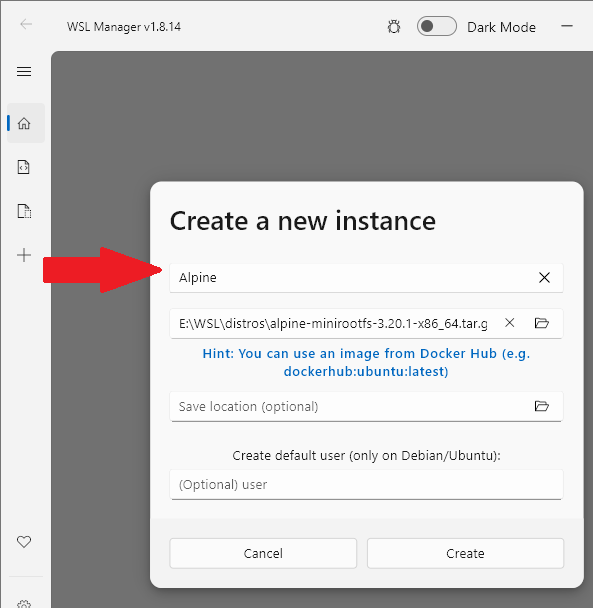 WSL Manager v1.8.14
Dark Mode
Create a new instance
Alpine
E:\WSL\distros\alpine-minirootfs-3.20.1-x86_64.tar.g
Hint: You can use an image from Docker Hub (e.g.
dockerhub:ubuntu:latest)
Save location (optional)
Create default user (only on Debian/Ubuntu):
(Optional) user
Cancel
Create